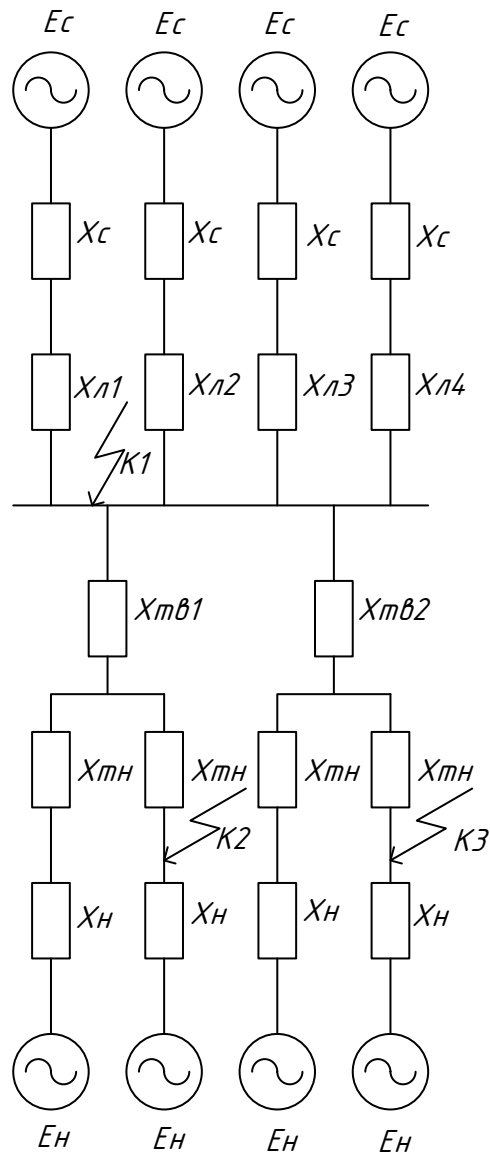 Ec Ec Ec Ec
Xc Xc Xc Xc
Xл1 Xл2 Xл3 Xл4
K1
Xтв1 Xтв2
Xтн Xтн Xтн Xтн
K2 K3
Xн Xн Xн Xн
Eн Eн Eн Eн